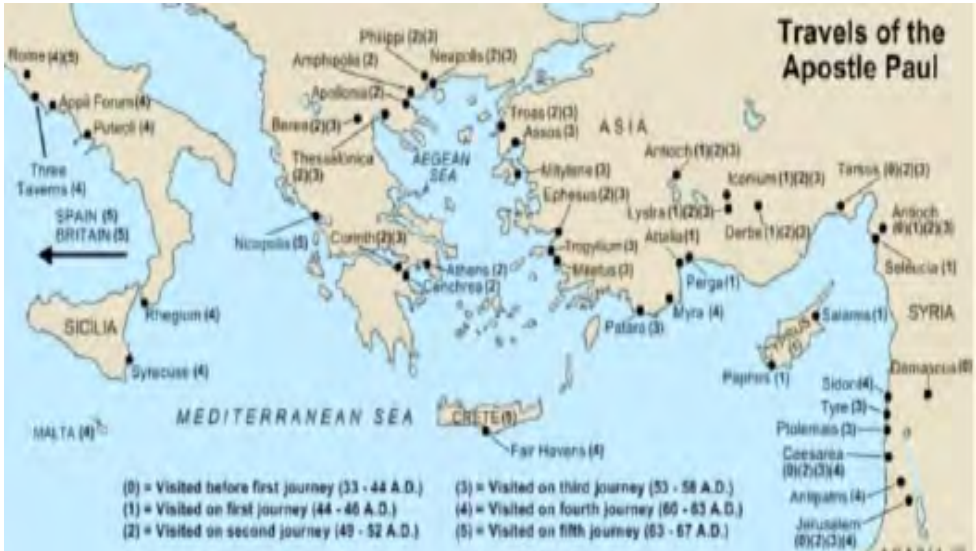 Travels of the
Apostle Paul
Philippi (2)(3)
Neapolis (2)(3)
Amphipolis (2)
Rome (4)(5)
Apollonia (2)
Appii Forum (4)
Berea (2)(3)
Troas (2)(3)
ASIA
Assos (3)
Puteoli (4)
Thessalonica
(2)(3)
AEGEAN
SEA
Antioch (1)(2)(3)
Three
Taverns (4)
Mitylene (3)
Iconium (1)(2)(3)
Tarsus (0)(2)(3)
Ephesus (2)(3)
SPAIN (5)
BRITAIN (5)
Lystra (1)(2)(3)
Antioch
(0)(1)(2)(3)
Nicopolis (5)
Corinth (2)(3)
Derbe (1)(2)(3)
Attalia (1)
Trogyllium (3)
Athens (2)
Miletus (3)
Seleucia (1)
Cenchrea (2)
Perga (1)
SICILIA
Rhegium (4)
Patara (3)
Myra (4)
Salamis (1)
SYRIA
CYPRUS
Syracuse (4)
Paphos (1)
Damascus (0)
Sidon (4)
MEDITERRANEAN SEA
CRETE (5)
Tyre (3)
MALTA (4)
Ptolemais (3)
Fair Havens (4)
Caesarea
(0)(2)(3)(4)
(0) = Visited before first journey (33 - 44 A.D.)
(3) = Visited on third journey (53 - 58 A.D.)
Antipatris (4)
(1) = Visited on first journey (44 - 46 A.D.)
(4) = Visited on fourth journey (60 - 63 A.D.)
(2) = Visited on second journey (49 - 52 A.D.)
(5) = Visited on fifth journey (63 - 67 A.D.)
Jerusalem
(0)(2)(3)(4)